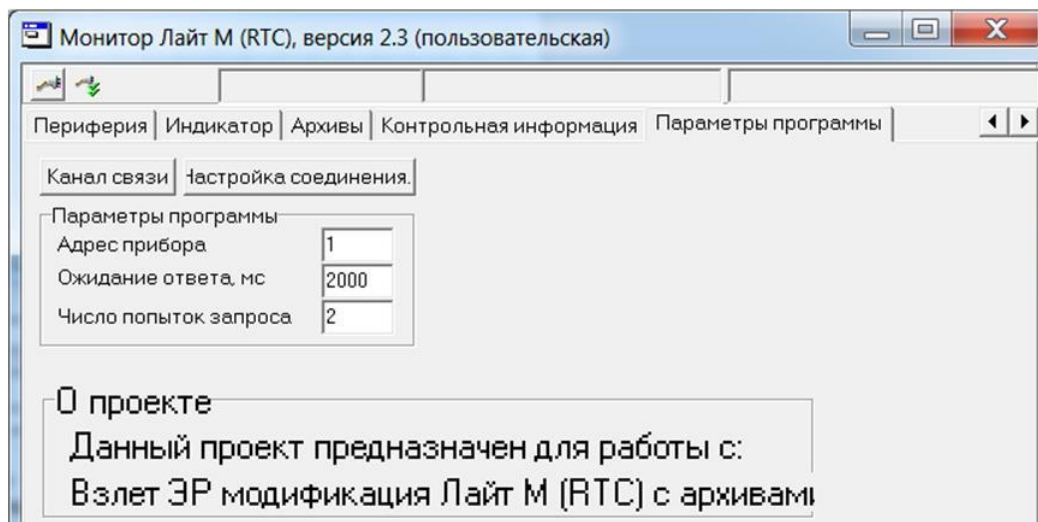 Монитор Лайт М (RTC), версия 2.3 (пользовательская)
Периферия Индикатор Архивы Контрольная информация Параметры программы
Канал связи Настройка соединения.
Параметры программы
Адрес прибора 1
Ожидание ответа, мс 2000
Число попыток запроса 2
О проекте
Данный проект предназначен для работы с:
Взлет ЭР модификация Лайт М (RTC) с архивами